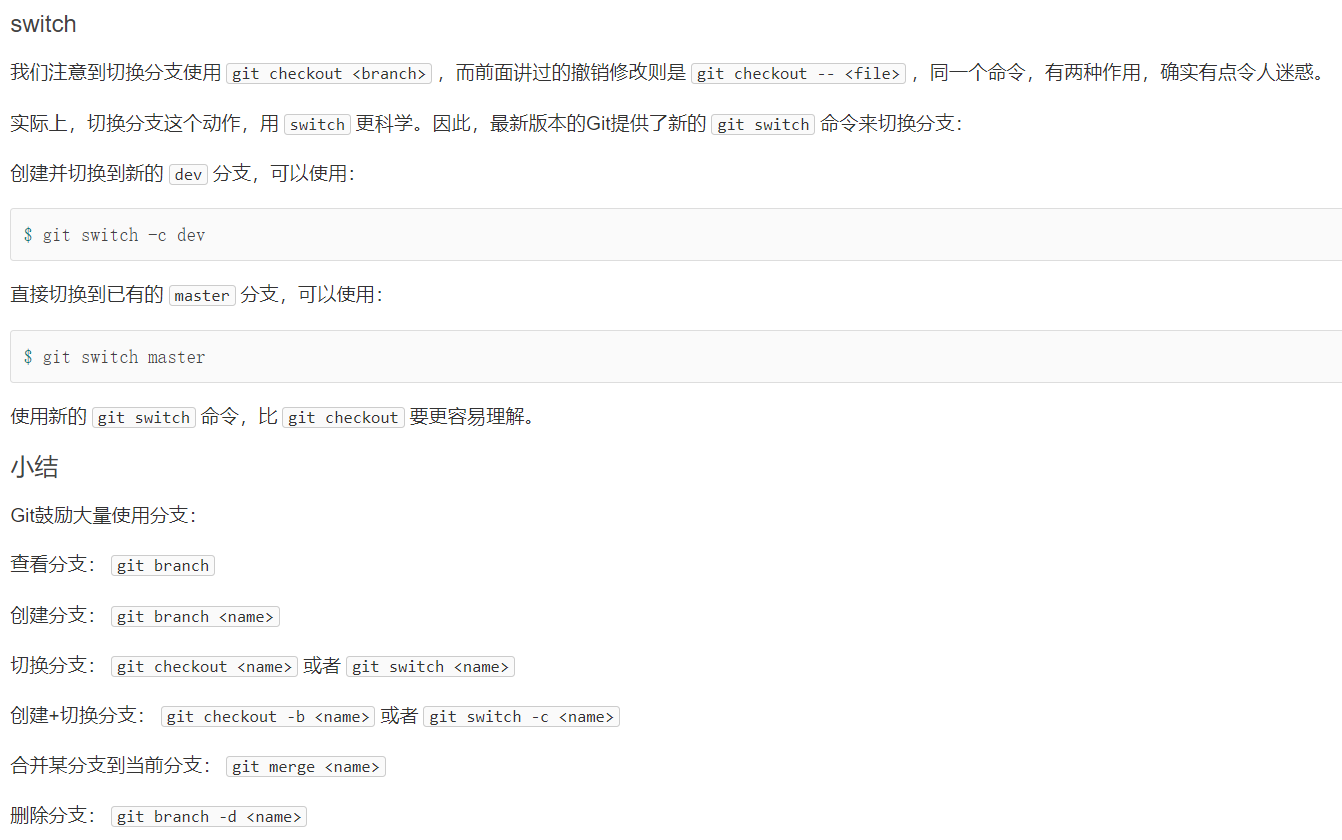 switch
我们注意到切换分支使用 git checkout <branch> ，而前面讲过的撤销修改则是 git checkout -- <file> ，同一个命令，有两种作用，确实有点令人迷惑。
实际上，切换分支这个动作，用 switch 更科学。因此，最新版本的Git提供了新的 git switch 命令来切换分支：
创建并切换到新的 dev 分支，可以使用：
$ git switch -c dev
直接切换到已有的 master 分支，可以使用：
$ git switch master
使用新的 git switch 命令，比 git checkout 要更容易理解。
小结
Git鼓励大量使用分支：
查看分支： git branch
创建分支： git branch <name>
切换分支： git checkout <name> 或者 git switch <name>
创建+切换分支： git checkout -b <name> 或者 git switch -c <name>
合并某分支到当前分支： git merge <name>
删除分支： git branch -d <name>